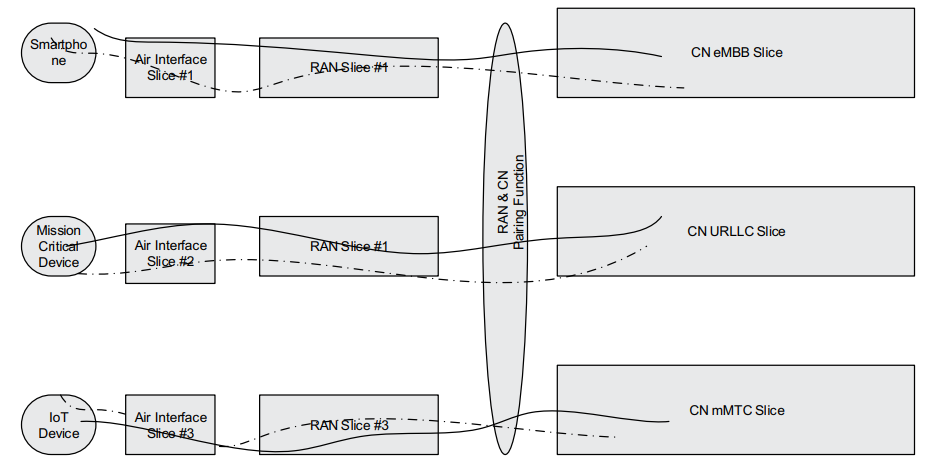 Smartpho
ne
Air Interface
Slice #1
RAN Slice #1
CN eMBB Slice
RAN & CN
Pairing Function
Mission
Critical
Device
Air Interface
Slice #2
RAN Slice #1
CN URLLC Slice
IoT
Device
Air Interface
Slice #3
RAN Slice #3
CN mMTC Slice